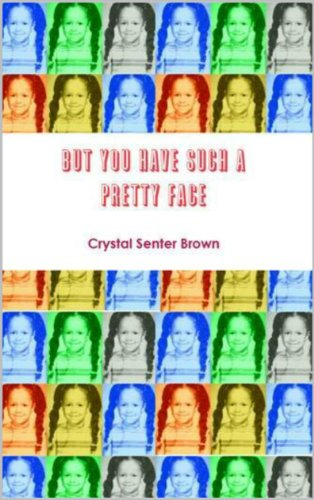 BUT YOU HAVE SUCH A
PRETTY FACE
Crystal Senter Brown